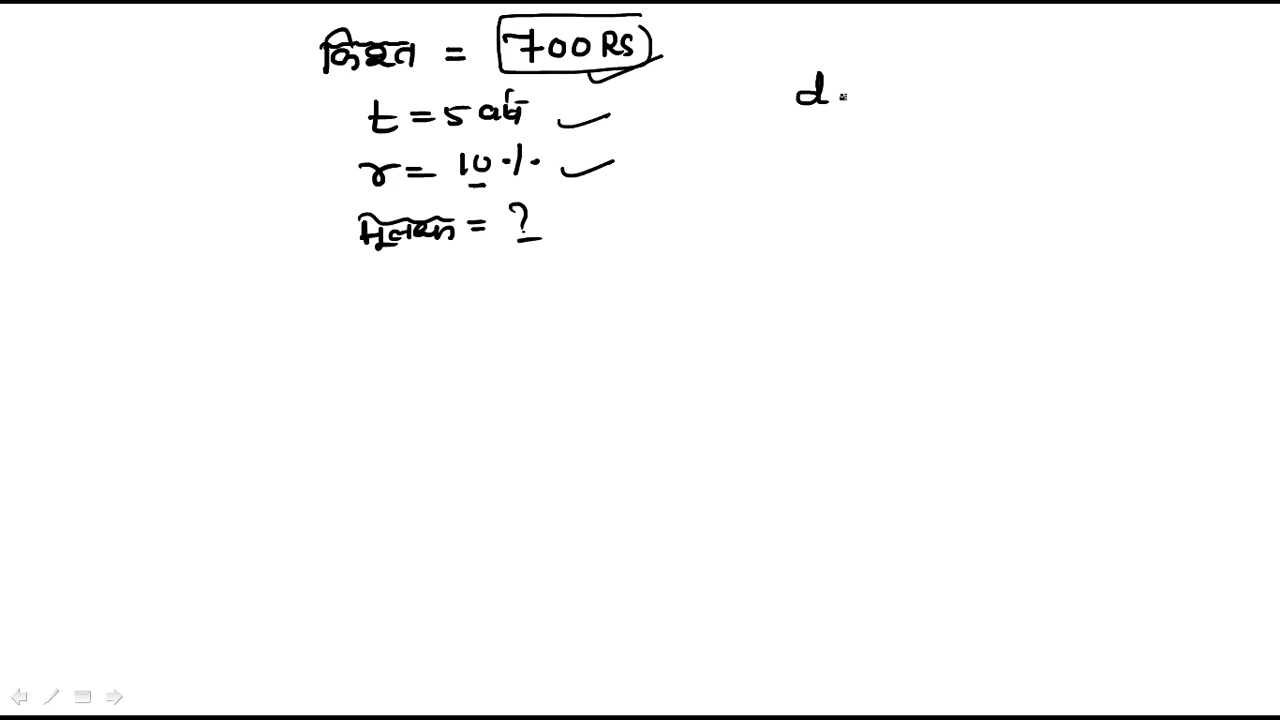 किश्त = 700 RS
t = 5 वर्ष
r = 10 %
मूलधन = ?
d